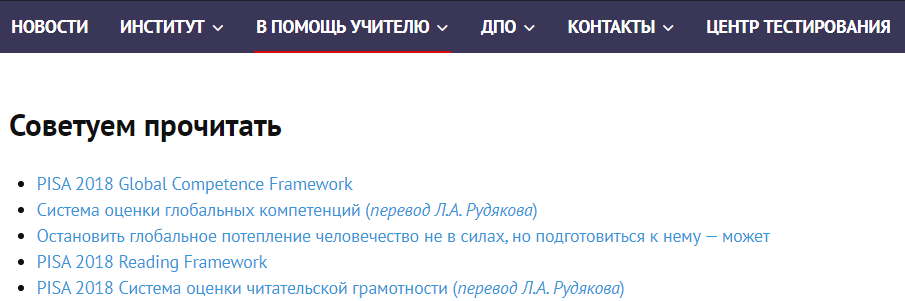 НОВОСТИ ИНСТИТУТ В ПОМОЩЬ УЧИТЕЛЮ ДПО КОНТАКТЫ ЦЕНТР ТЕСТИРОВАНИЯ
Советуем прочитать
PISA 2018 Global Competence Framework
Система оценки глобальных компетенций (перевод Л.А. Рудякова)
Остановить глобальное потепление человечество не в силах, но подготовиться к нему — может
PISA 2018 Reading Framework
PISA 2018 Система оценки читательской грамотности (перевод Л.А. Рудякова)